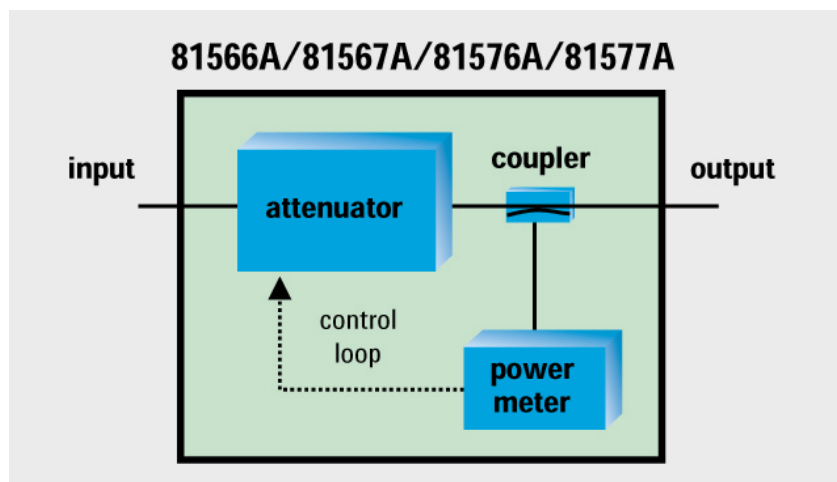 81566A/81567A/81576A/81577A
input
attenuator
coupler
output
control
loop
power
meter